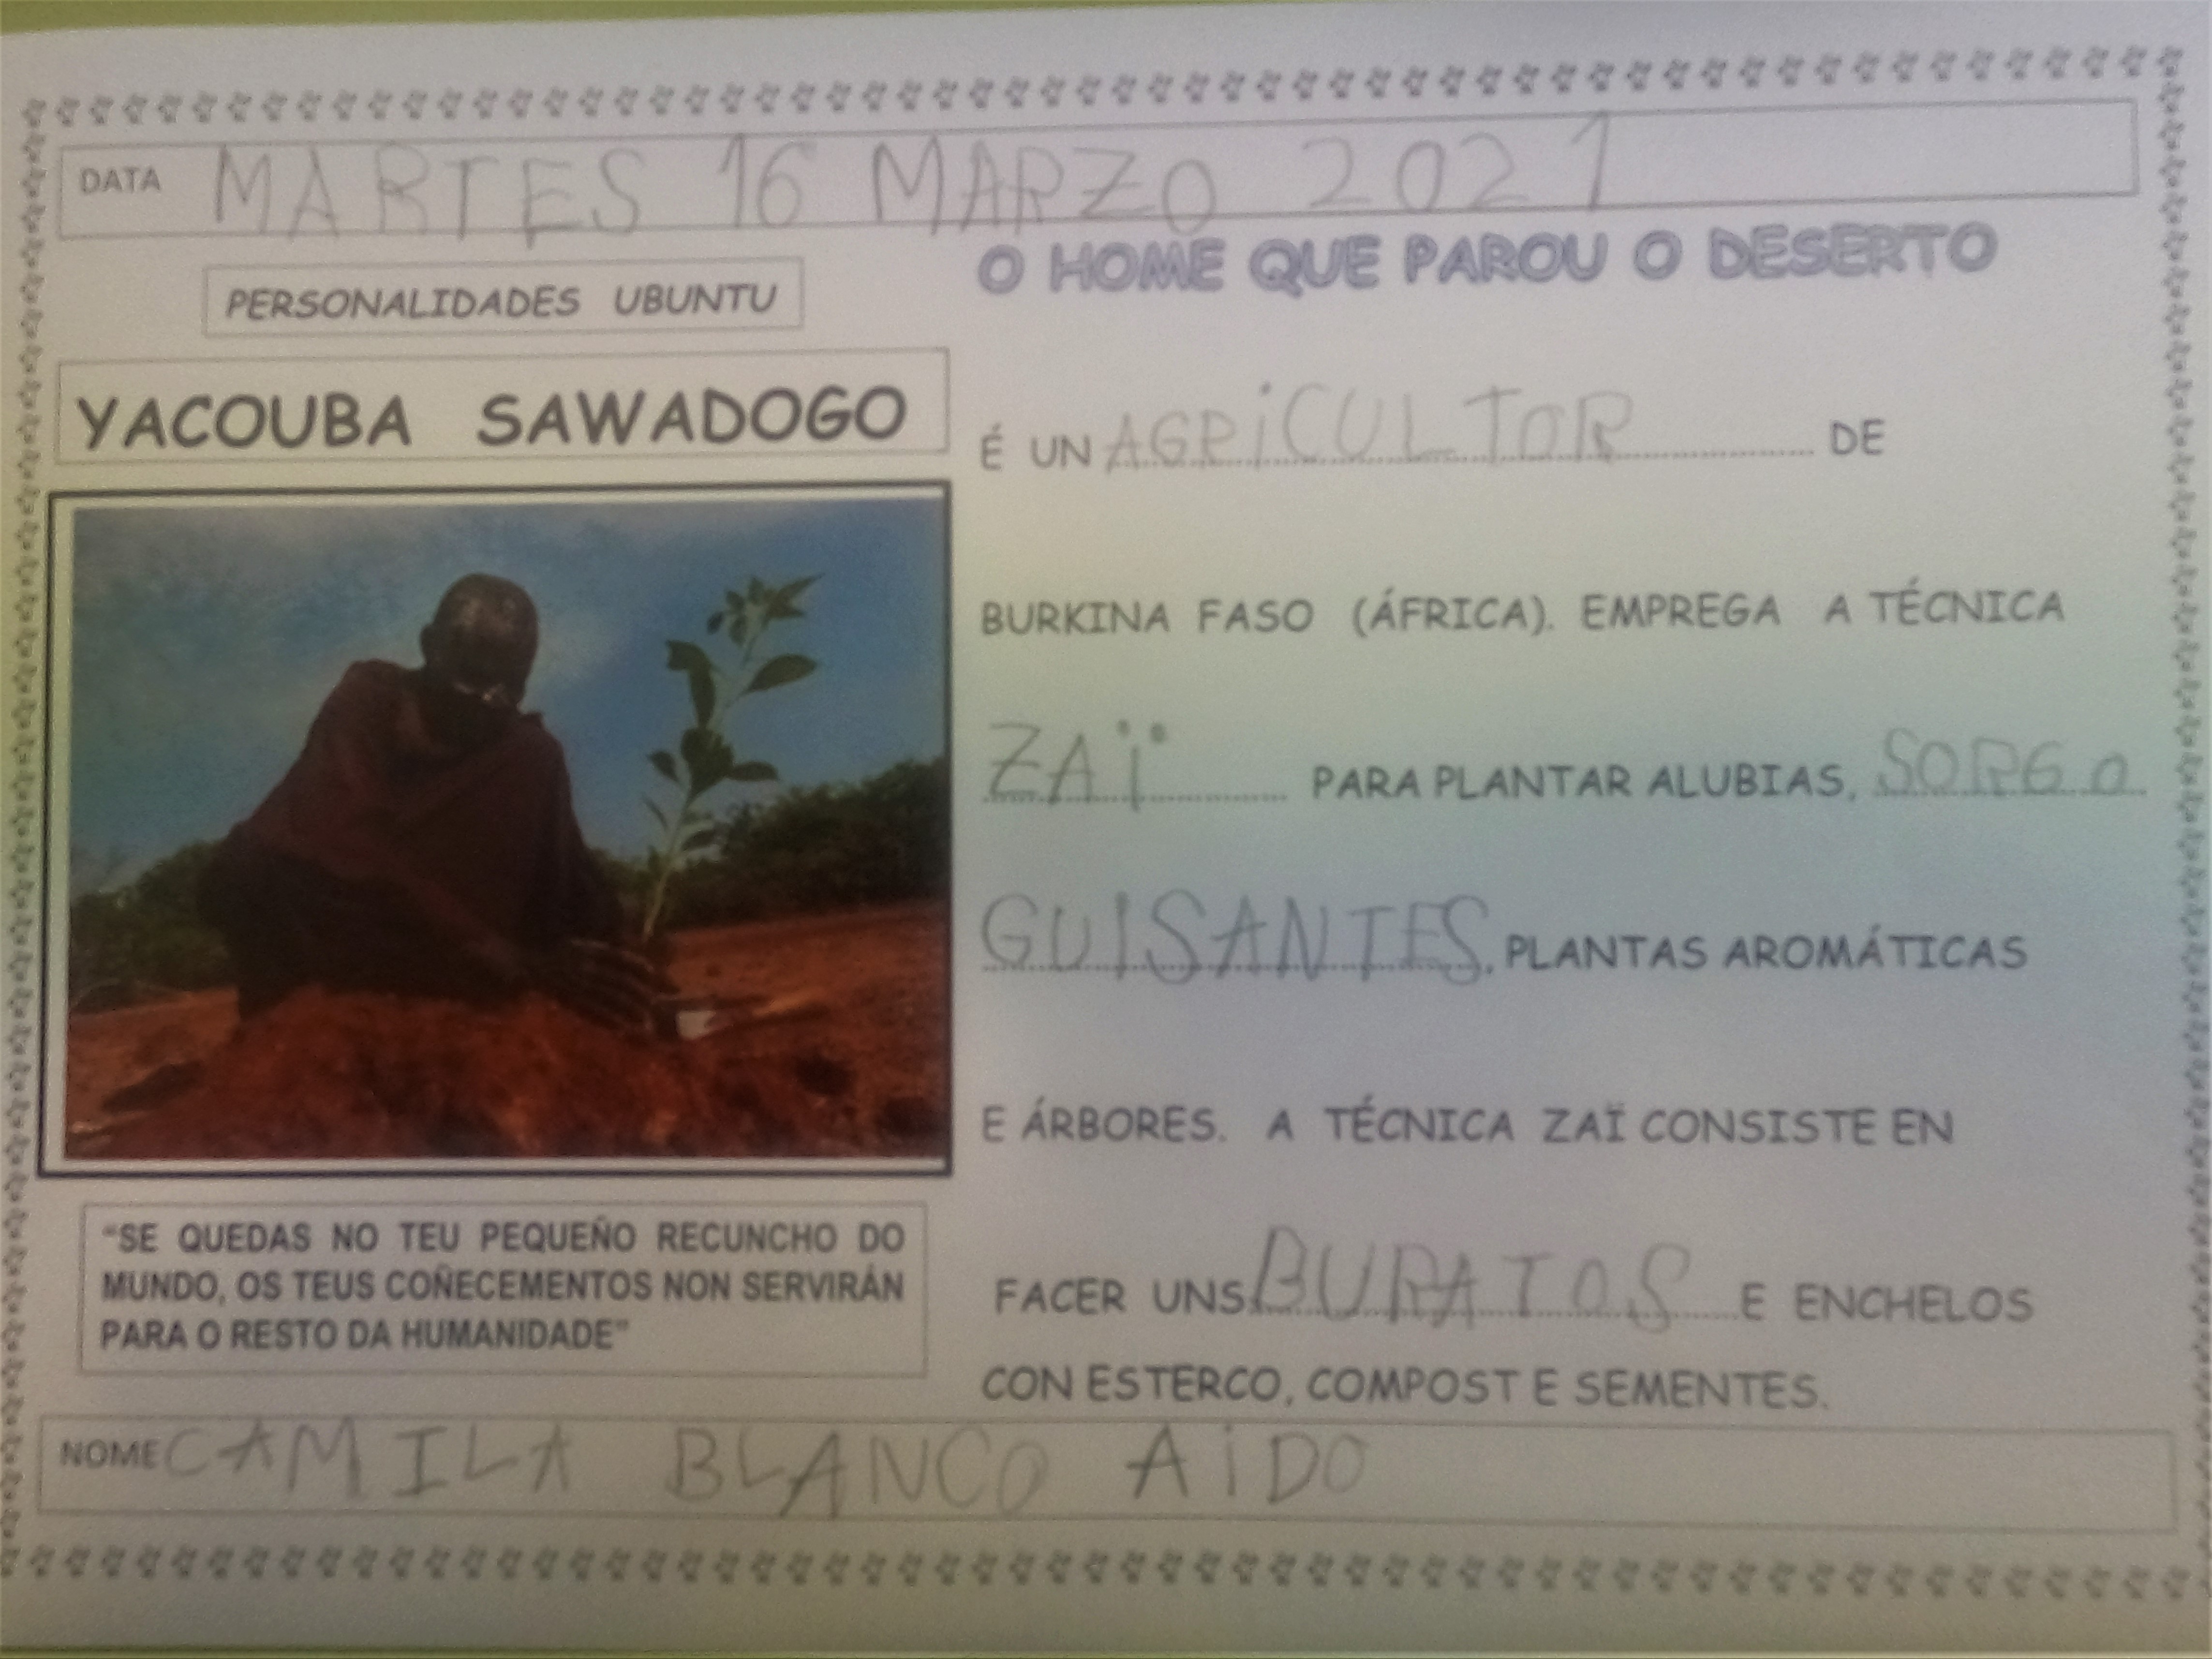 DATA MARTES 16 MARZO 2021
PERSONALIDADES UBUNTU
YACOUBA SAWADOGO
"SE QUEDAS NO TEU PEQUEÑO RECUNCHO DO
MUNDO, OS TEUS COÑECEMENTOS NON SERVIRÁN
PARA O RESTO DA HUMANIDADE"
O HOME QUE PAROU O DESERTO
É UN AGRiCULTOR DE
BURKINA FASO (ÁFRICA). EMPREGA A TÉCNICA
ZAÏ PARA PLANTAR ALUBIAS, SORGO
GUISANTES, PLANTAS AROMÁTICAS
E ÁRBORES. A TÉCNICA ZAÏ CONSISTE EN
FACER UNS BURATOS E ENCHELOS
CON ESTERCO, COMPOST E SEMENTES.
NOME CAMILA BLANCO AiDO